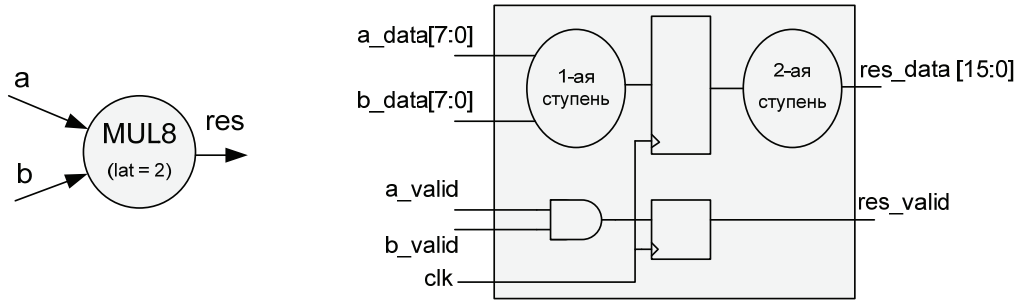 a
b
MUL8
(lat = 2)
res
a_data[7:0]
b_data[7:0]
1-ая
ступень
2-ая
ступень
res_data [15:0]
a_valid
b_valid
clk
res_valid